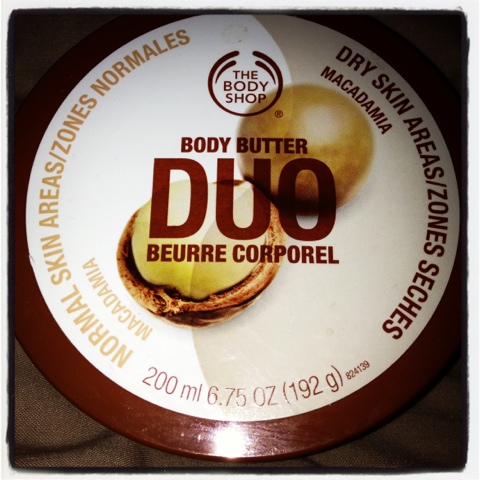 THE
BODY
SHOP
®
NORMAL SKIN AREAS/ZONES NORMALES
MACADAMIA
DRY SKIN AREAS/ZONES SECHES
MACADAMIA
BODY BUTTER
DUO
BEURRE CORPOREL
200 ml 6.75 OZ (192 g) 824139